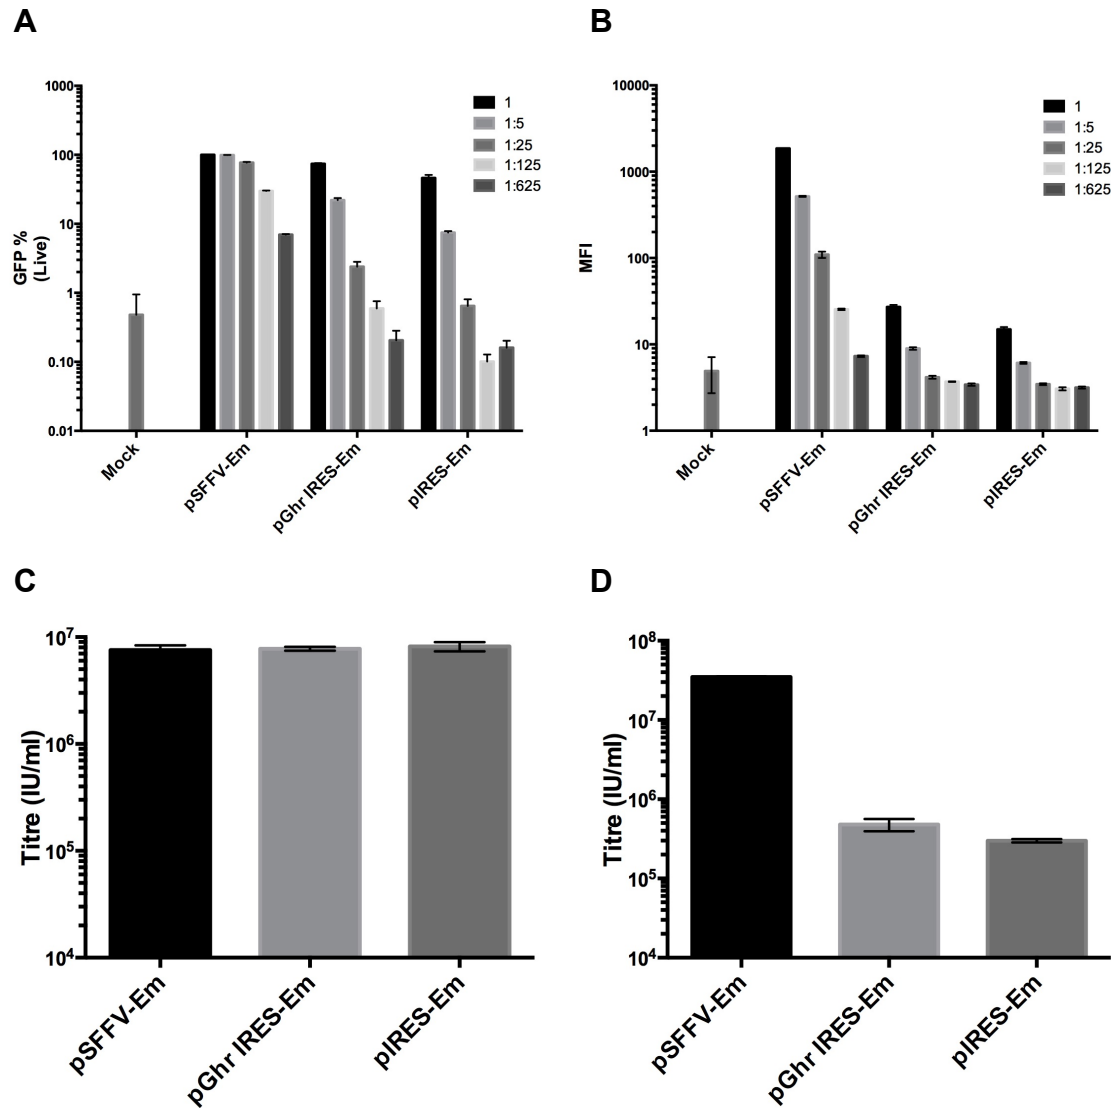 A
1000
100
10
1
0.10
0.01
GFP %
(Live)
1
1:5
1:25
1:125
1:625
Mock
pSFFV-Em
pGhr IRES-Em
pIRES-Em
B
10000
1000
100
10
1
MFI
1
1:5
1:25
1:125
1:625
Mock
pSFFV-Em
pGhr IRES-Em
pIRES-Em
C
10⁷
10⁶
10⁵
10⁴
Titre (IU/ml)
pSFFV-Em
pGhr IRES-Em
pIRES-Em
D
10⁸
10⁷
10⁶
10⁵
10⁴
Titre (IU/ml)
pSFFV-Em
pGhr IRES-Em
pIRES-Em